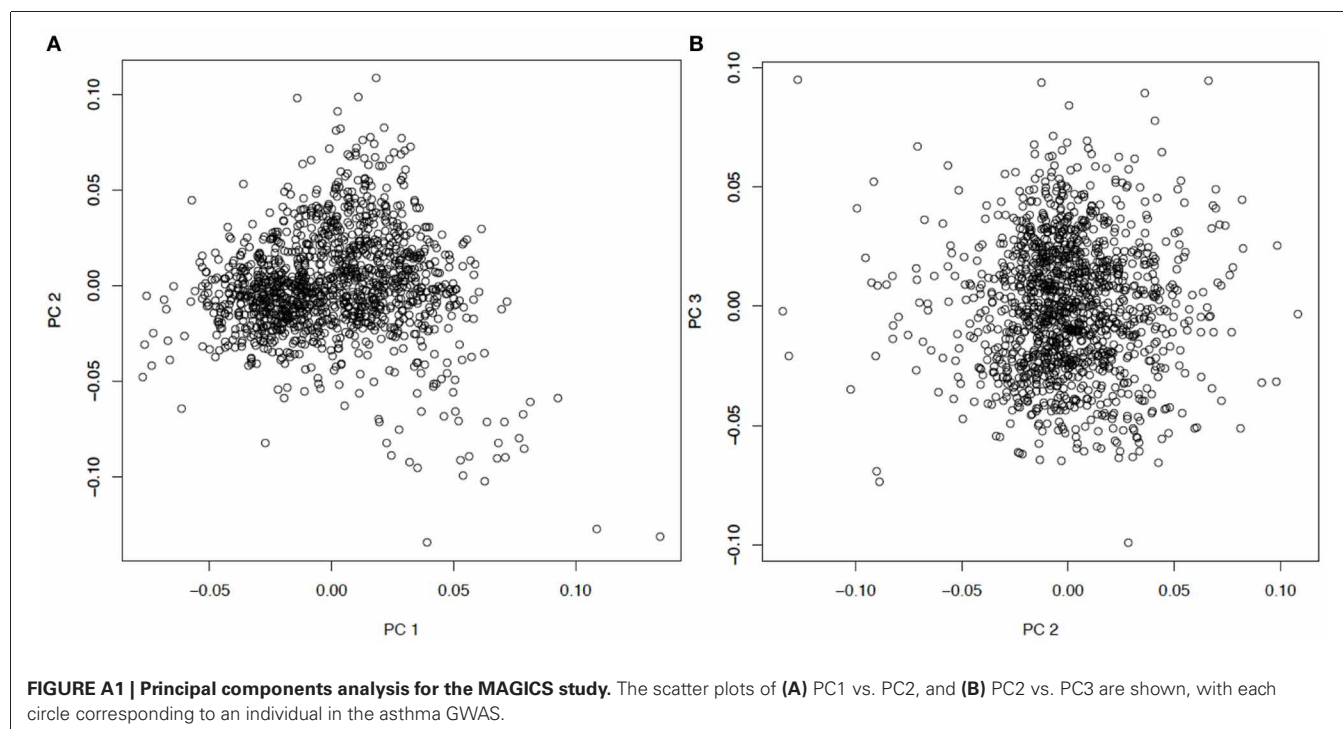 A
B
0.10
0.05
0.00
−0.05
−0.10
PC 2
−0.05
0.00
0.05
0.10
PC 1
0.10
0.05
0.00
−0.05
−0.10
PC 3
−0.10
−0.05
0.00
0.05
0.10
PC 2
FIGURE A1 | Principal components analysis for the MAGICS study. The scatter plots of (A) PC1 vs. PC2, and (B) PC2 vs. PC3 are shown, with each
circle corresponding to an individual in the asthma GWAS.